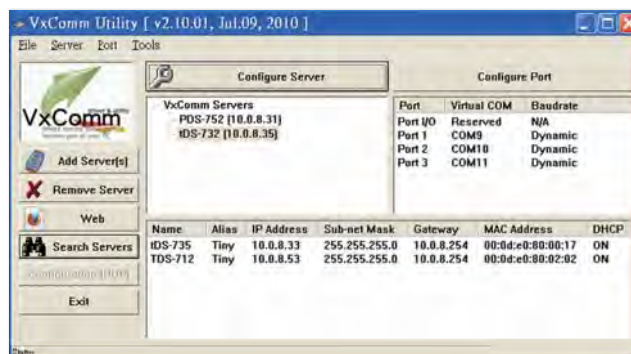 VxComm Utility [ v2.10.01, Jul.09, 2010 ]
File Server Port Tools
VxComm
Configure Server
Configure Port
VxComm Servers
PDS-752 (10.0.8.31)
tDS-732 (10.0.8.35)
Port Virtual COM Baudrate
Port I/O Reserved N/A
Port 1 COM9 Dynamic
Port 2 COM10 Dynamic
Port 3 COM11 Dynamic
Add Server(s)
Remove Server
Web
Search Servers
Exit
Name Alias IP Address Sub-net Mask Gateway MAC Address DHCP
tDS-735 Tiny 10.0.8.33 255.255.255.0 10.0.8.254 00:0d:e0:80:00:17 ON
TDS-712 Tiny 10.0.8.53 255.255.255.0 10.0.8.254 00:0d:e0:80:02:02 ON
Status